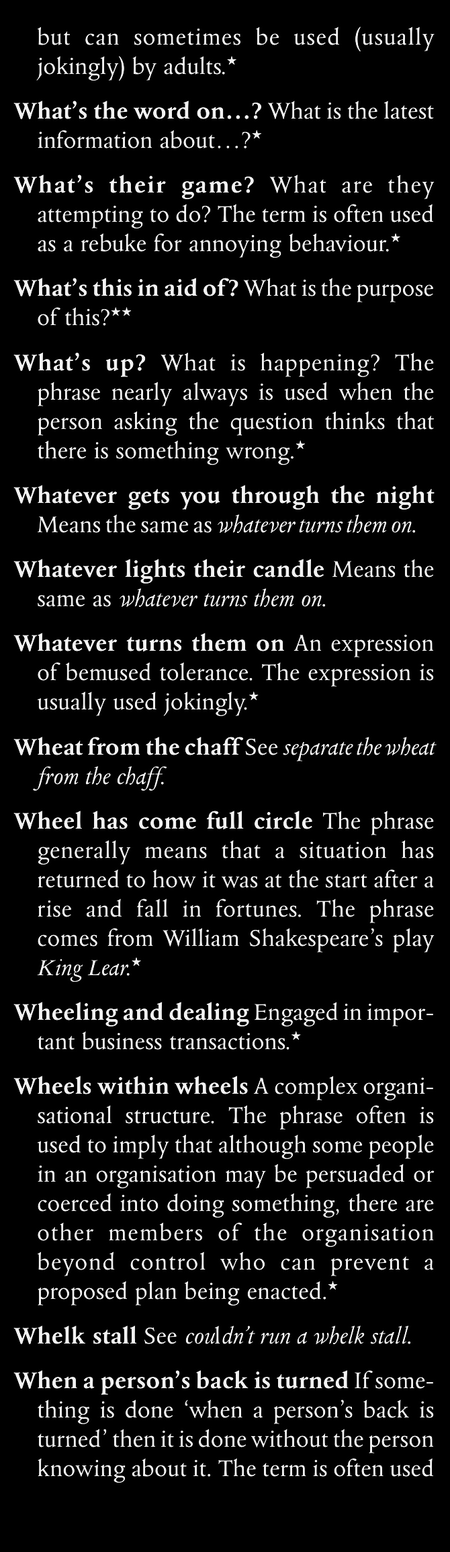 but can sometimes be used (usually
jokingly) by adults.★
What’s the word on…? What is the latest
information about…?★
What’s their game? What are they
attempting to do? The term is often used
as a rebuke for annoying behaviour.★
What’s this in aid of? What is the purpose
of this?★★
What’s up? What is happening? The
phrase nearly always is used when the
person asking the question thinks that
there is something wrong.★
Whatever gets you through the night
Means the same as whatever turns them on.
Whatever lights their candle Means the
same as whatever turns them on.
Whatever turns them on An expression
of bemused tolerance. The expression is
usually used jokingly.★
Wheat from the chaff See separate the wheat
from the chaff.
Wheel has come full circle The phrase
generally means that a situation has
returned to how it was at the start after a
rise and fall in fortunes. The phrase
comes from William Shakespeare’s play
King Lear.★
Wheeling and dealing Engaged in impor-
tant business transactions.★
Wheels within wheels A complex organi-
sational structure. The phrase often is
used to imply that although some people
in an organisation may be persuaded or
coerced into doing something, there are
other members of the organisation
beyond control who can prevent a
proposed plan being enacted.★
Whelk stall See couldn’t run a whelk stall.
When a person’s back is turned If some-
thing is done ‘when a person’s back is
turned’ then it is done without the person
knowing about it. The term is often used